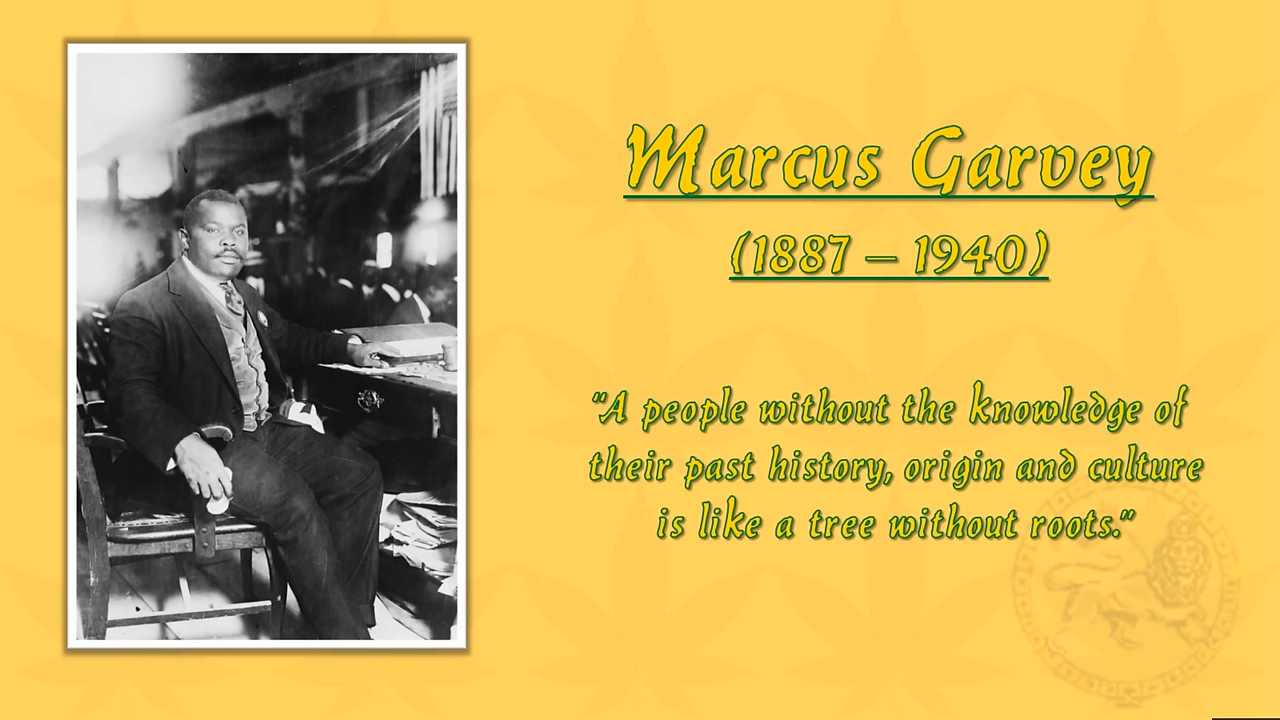 Marcus Garvey
(1887 – 1940)
"A people without the knowledge of
their past history, origin and culture
is like a tree without roots."